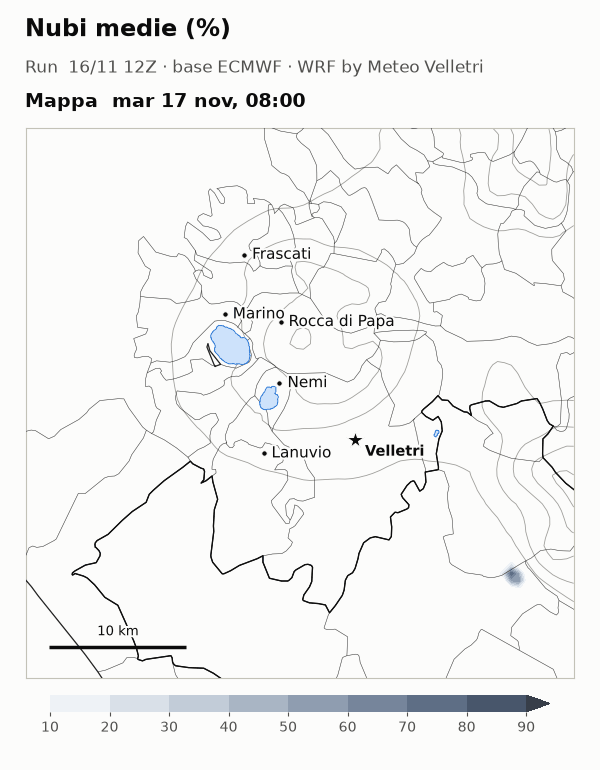 Nubi medie (%)
Run  16/11 12Z · base ECMWF · WRF by Meteo Velletri
Mappa  mar 17 nov, 08:00
Frascati
Marino
Rocca di Papa
Nemi
Velletri
Lanuvio
10 km
10 20 30 40 50 60 70 80 90